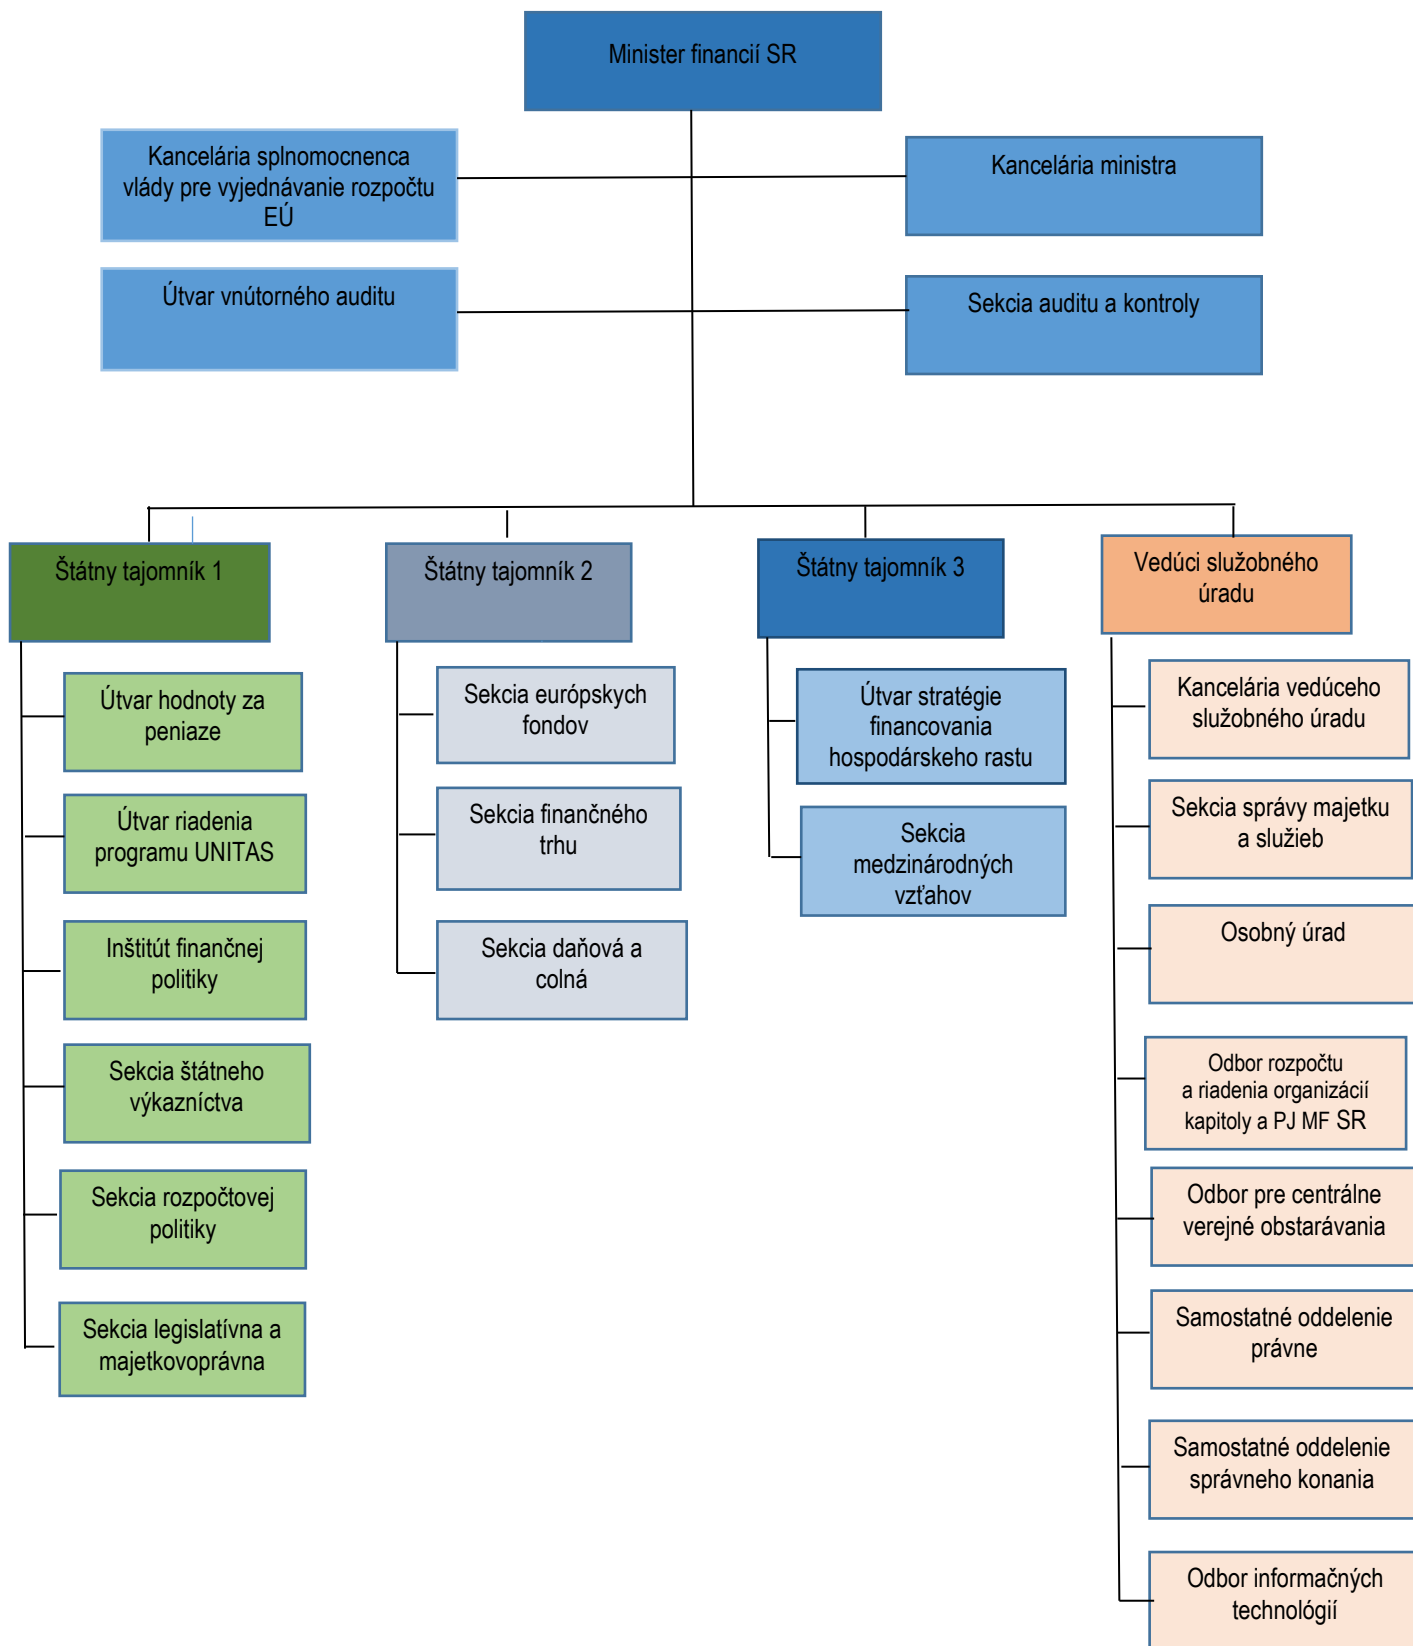 Minister financií SR
Kancelária splnomocnenca
vlády pre vyjednávanie rozpočtu
EÚ
Kancelária ministra
Útvar vnútorného auditu
Sekcia auditu a kontroly
Štátny tajomník 1
Štátny tajomník 2
Štátny tajomník 3
Vedúci služobného
úradu
Útvar hodnoty za
peniaze
Útvar riadenia
programu UNITAS
Inštitút finančnej
politiky
Sekcia štátneho
výkazníctva
Sekcia rozpočtovej
politiky
Sekcia legislatívna a
majetkovoprávna
Sekcia európskych
fondov
Sekcia finančného
trhu
Sekcia daňová a
colná
Útvar stratégie
financovania
hospodárskeho rastu
Sekcia
medzinárodných
vzťahov
Kancelária vedúceho
služobného úradu
Sekcia správy majetku
a služieb
Osobný úrad
Odbor rozpočtu
a riadenia organizácií
kapitoly a PJ MF SR
Odbor pre centrálne
verejné obstarávania
Samostatné oddelenie
právne
Samostatné oddelenie
správneho konania
Odbor informačných
technológií